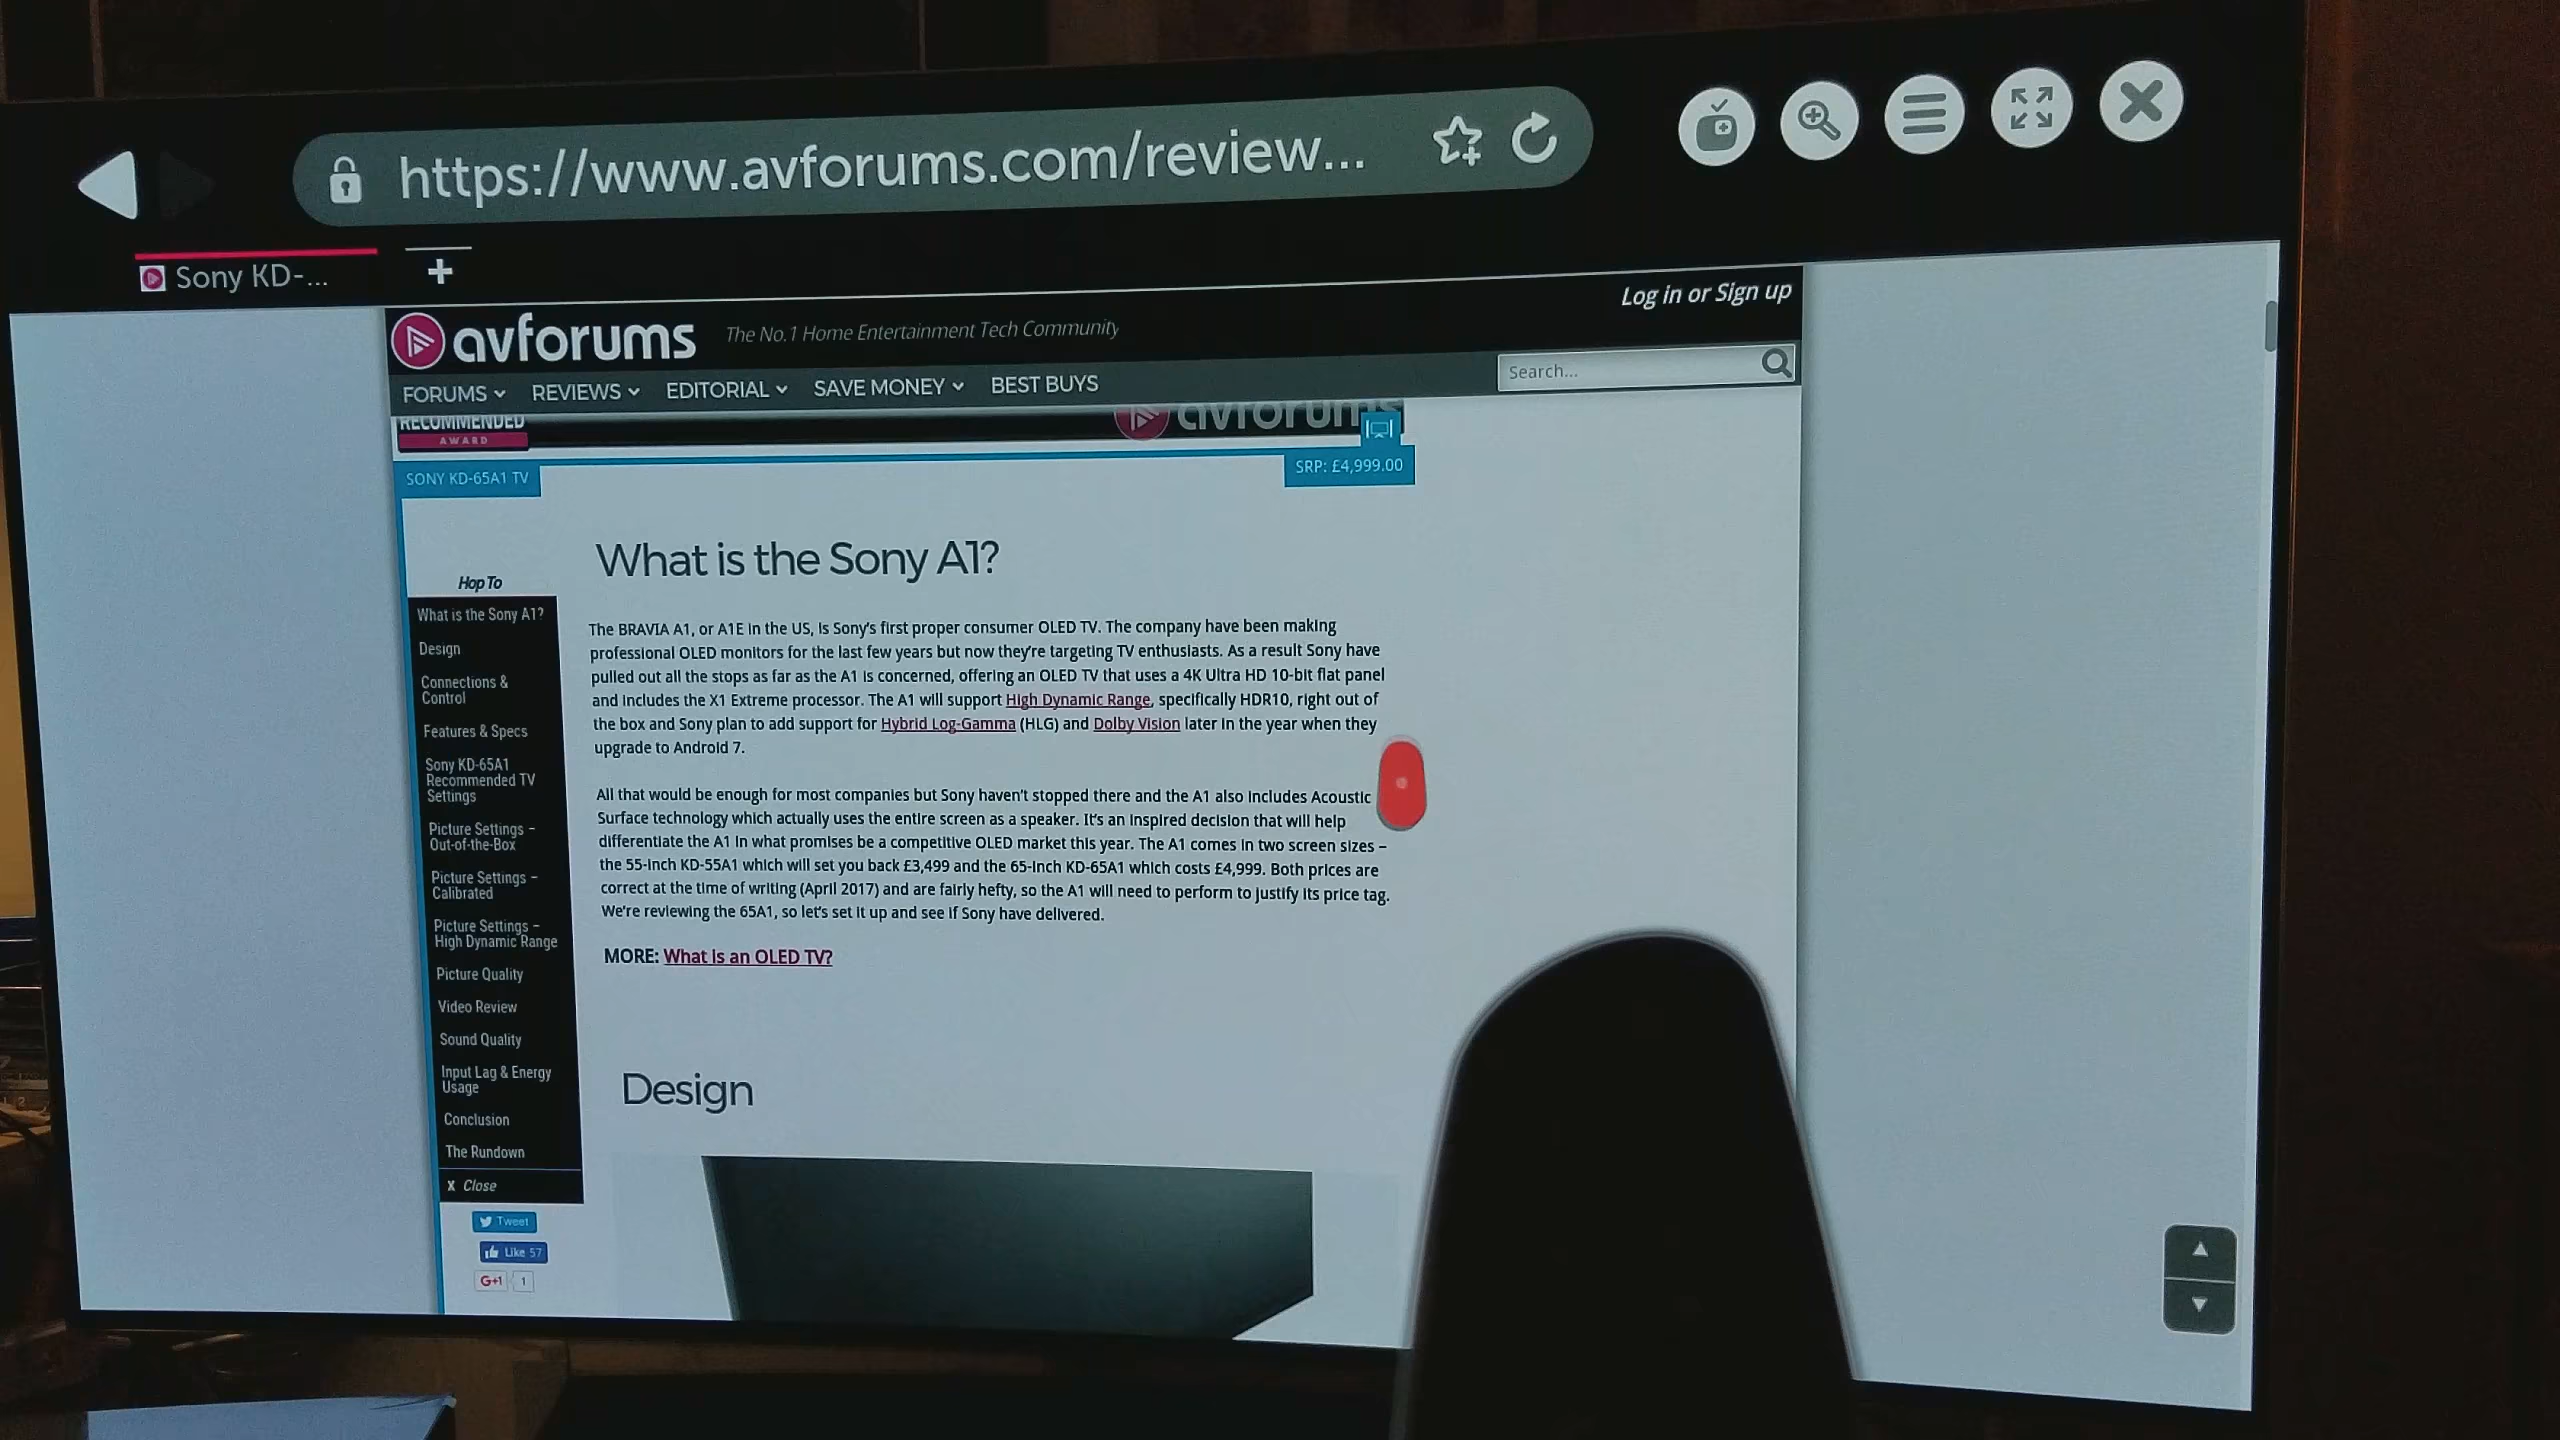 https://www.avforums.com/review...
Sony KD-...
+
Log in or Sign up
avforums
The No.1 Home Entertainment Tech Community
FORUMS REVIEWS EDITORIAL SAVE MONEY BEST BUYS
Search...
RECOMMENDED
AWARD
avforums
SONY KD-65A1 TV
SRP: £4,999.00
Hop To
What is the Sony A1?
Design
Connections &
Control
Features & Specs
Sony KD-65A1
Recommended TV
Settings
Picture Settings –
Out-of-the-Box
Picture Settings –
Calibrated
Picture Settings –
High Dynamic Range
Picture Quality
Video Review
Sound Quality
Input Lag & Energy
Usage
Conclusion
The Rundown
X Close
Tweet
Like 57
G+1 1
What is the Sony A1?
The BRAVIA A1, or A1E in the US, is Sony's first proper consumer OLED TV. The company have been making
professional OLED monitors for the last few years but now they're targeting TV enthusiasts. As a result Sony have
pulled out all the stops as far as the A1 is concerned, offering an OLED TV that uses a 4K Ultra HD 10-bit flat panel
and includes the X1 Extreme processor. The A1 will support High Dynamic Range, specifically HDR10, right out of
the box and Sony plan to add support for Hybrid Log-Gamma (HLG) and Dolby Vision later in the year when they
upgrade to Android 7.
All that would be enough for most companies but Sony haven't stopped there and the A1 also includes Acoustic
Surface technology which actually uses the entire screen as a speaker. It's an inspired decision that will help
differentiate the A1 in what promises be a competitive OLED market this year. The A1 comes in two screen sizes –
the 55-inch KD-55A1 which will set you back £3,499 and the 65-inch KD-65A1 which costs £4,999. Both prices are
correct at the time of writing (April 2017) and are fairly hefty, so the A1 will need to perform to justify its price tag.
We're reviewing the 65A1, so let's set it up and see if Sony have delivered.
MORE: What is an OLED TV?
Design